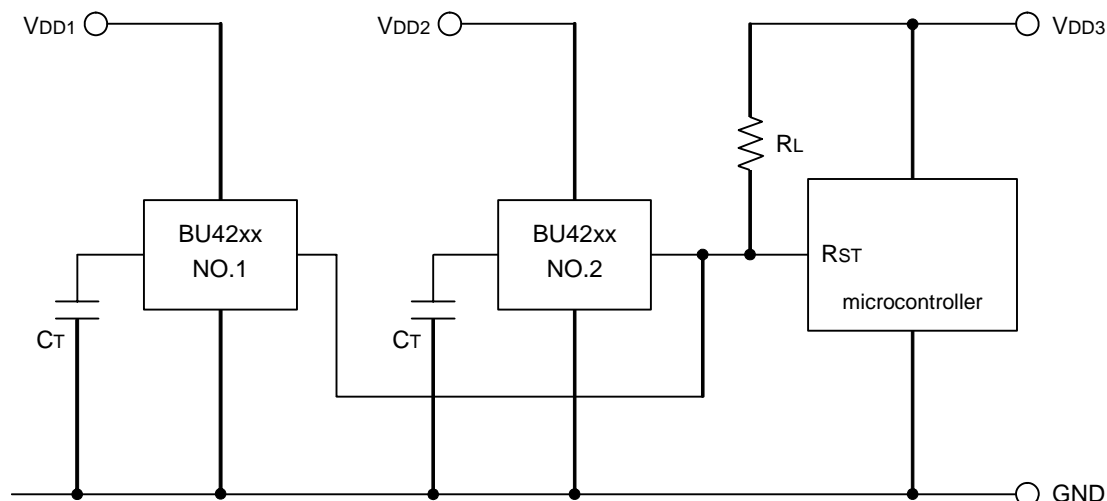 VDD1
VDD2
VDD3
RL
BU42xx
NO.1
BU42xx
NO.2
RST
microcontroller
CT
CT
GND